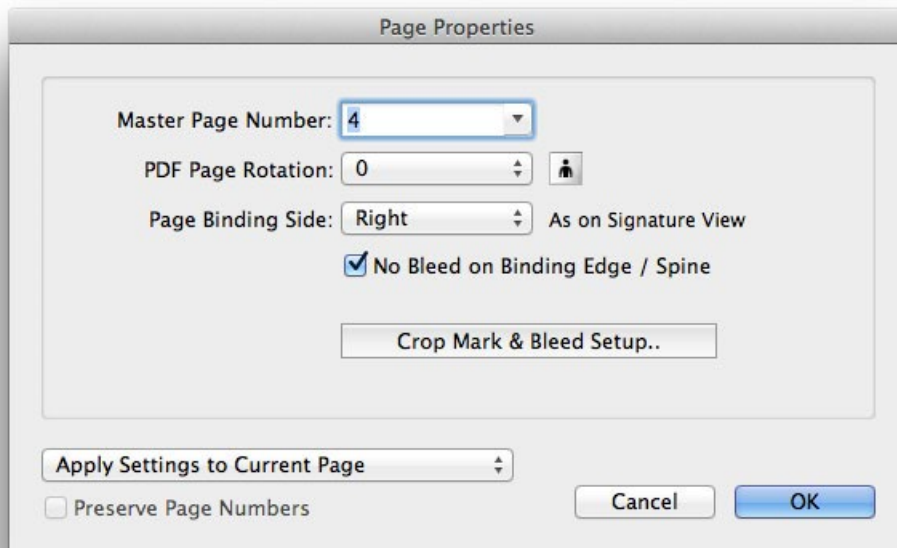 Page Properties
Master Page Number: 4
PDF Page Rotation: 0
Page Binding Side: Right As on Signature View
No Bleed on Binding Edge / Spine
Crop Mark & Bleed Setup..
Apply Settings to Current Page
Preserve Page Numbers
Cancel OK